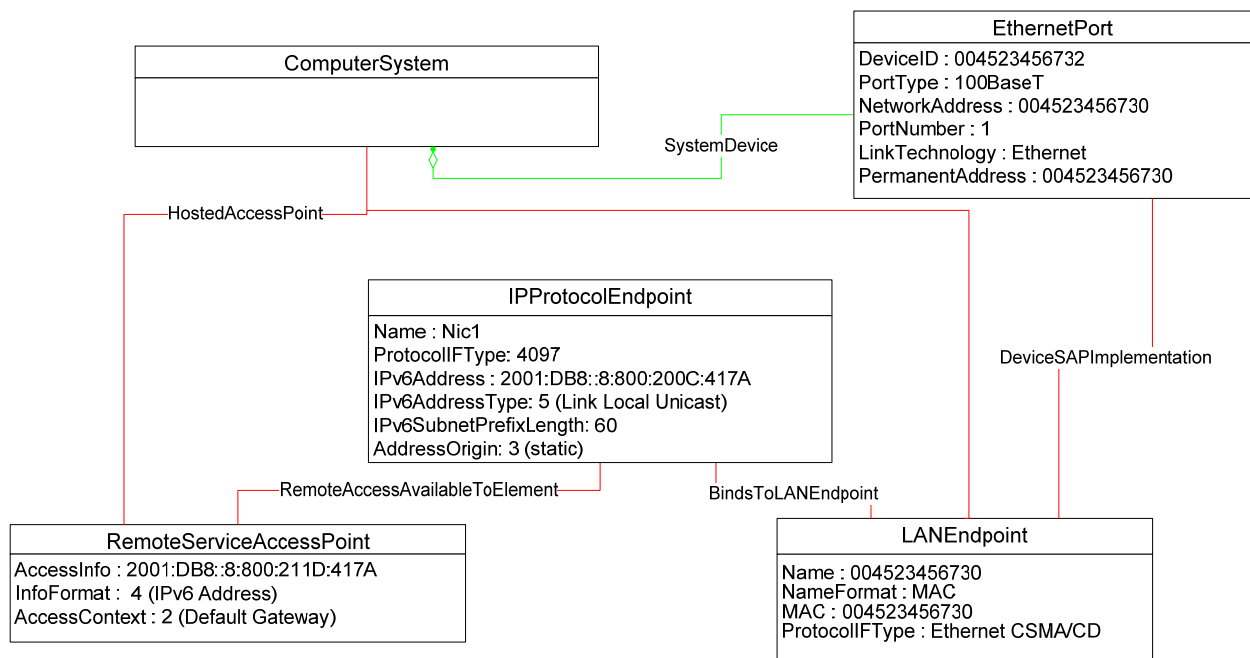 EthernetPort
DeviceID : 004523456732
PortType : 100BaseT
NetworkAddress : 004523456730
PortNumber : 1
LinkTechnology : Ethernet
PermanentAddress : 004523456730
ComputerSystem
SystemDevice
HostedAccessPoint
IPProtocolEndpoint
Name : Nic1
ProtocolIFType: 4097
IPv6Address : 2001:DB8::8:800:200C:417A
IPv6AddressType: 5 (Link Local Unicast)
IPv6SubnetPrefixLength: 60
AddressOrigin: 3 (static)
DeviceSAPImplementation
RemoteAccessAvailableToElement
BindsToLANEndpoint
RemoteServiceAccessPoint
AccessInfo : 2001:DB8::8:800:211D:417A
InfoFormat : 4 (IPv6 Address)
AccessContext : 2 (Default Gateway)
LANEndpoint
Name : 004523456730
NameFormat : MAC
MAC : 004523456730
ProtocolIFType : Ethernet CSMA/CD